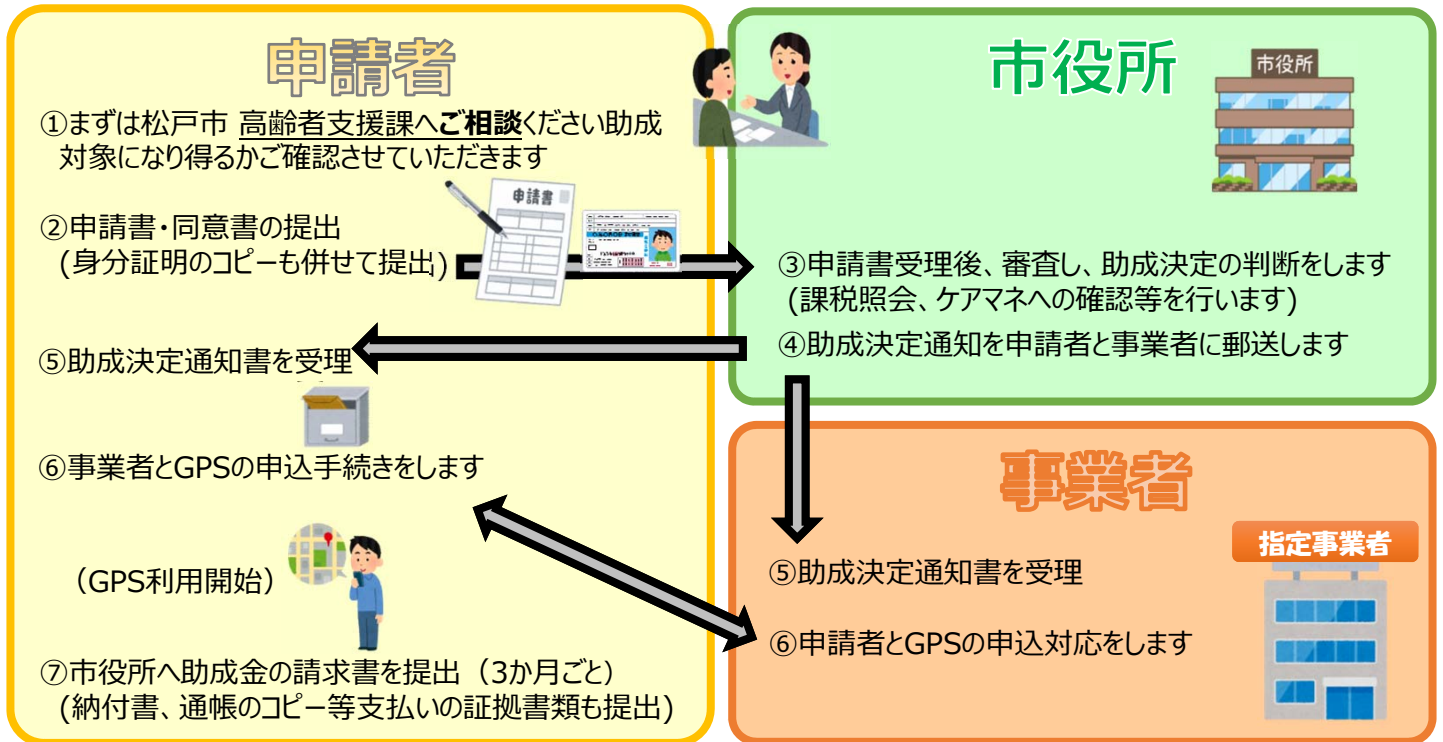 申請者
①まずは松戸市 高齢者支援課へご相談ください助成
対象になり得るかご確認させていただきます
②申請書・同意書の提出
(身分証明のコピーも併せて提出)
申請書
⑤助成決定通知書を受理
⑥事業者とGPSの申込手続きをします
（GPS利用開始）
⑦市役所へ助成金の請求書を提出（3か月ごと）
(納付書、通帳のコピー等支払いの証拠書類も提出)
市役所
市役所
③申請書受理後、審査し、助成決定の判断をします
(課税照会、ケアマネへの確認等を行います)
④助成決定通知を申請者と事業者に郵送します
事業者
指定事業者
⑤助成決定通知書を受理
⑥申請者とGPSの申込対応をします